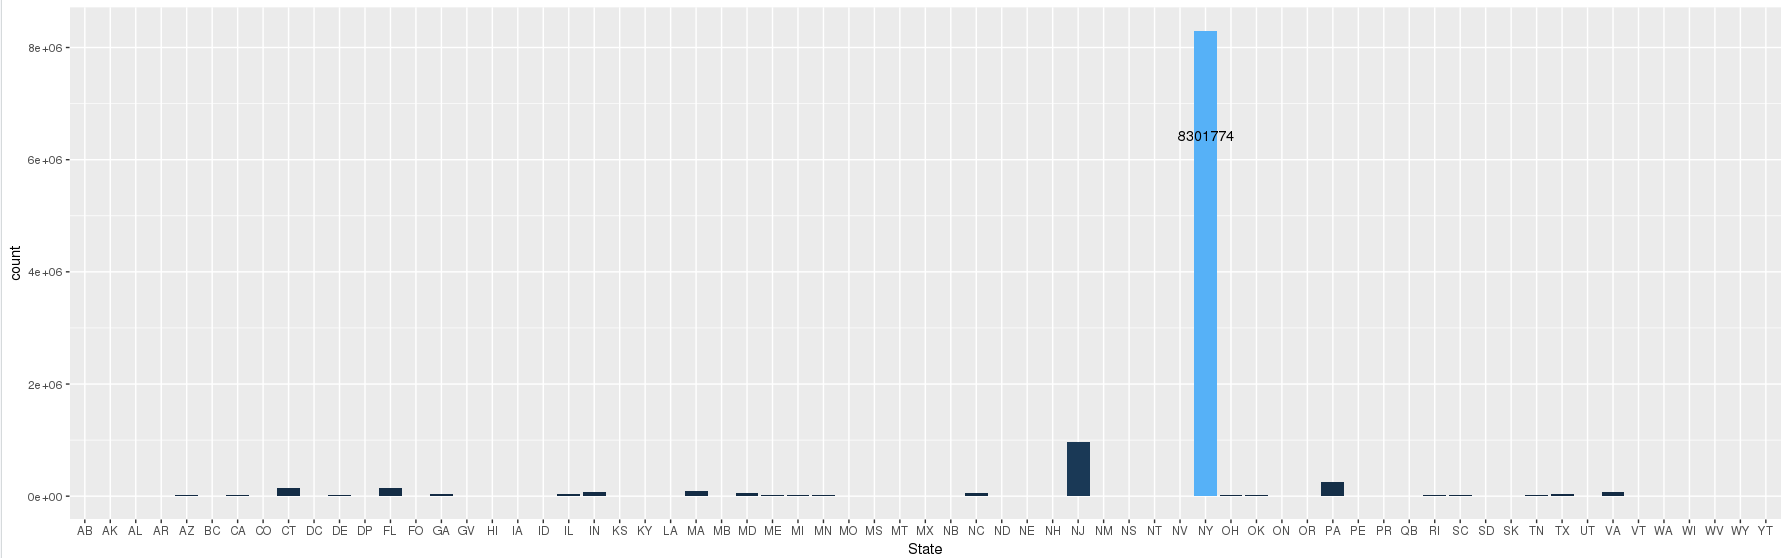 8e+06
8301774
6e+06
count
4e+06
2e+06
0e+00
AB AK AL AR AZ BC CA CO CT DC DE DP FL FO GA GV HI IA ID IL IN KS KY LA MA MB MD ME MI MN MO MS MT MX NB NC ND NE NH NJ NM NS NT NV NY OH OK ON OR PA PE PR QB RI SC SD SK TN TX UT VA VT WA WI WV WY YT
State